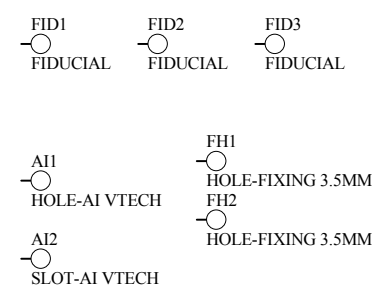 FID1
FIDUCIAL
FID2
FIDUCIAL
FID3
FIDUCIAL
AI1
HOLE-AI VTECH
AI2
SLOT-AI VTECH
FH1
HOLE-FIXING 3.5MM
FH2
HOLE-FIXING 3.5MM